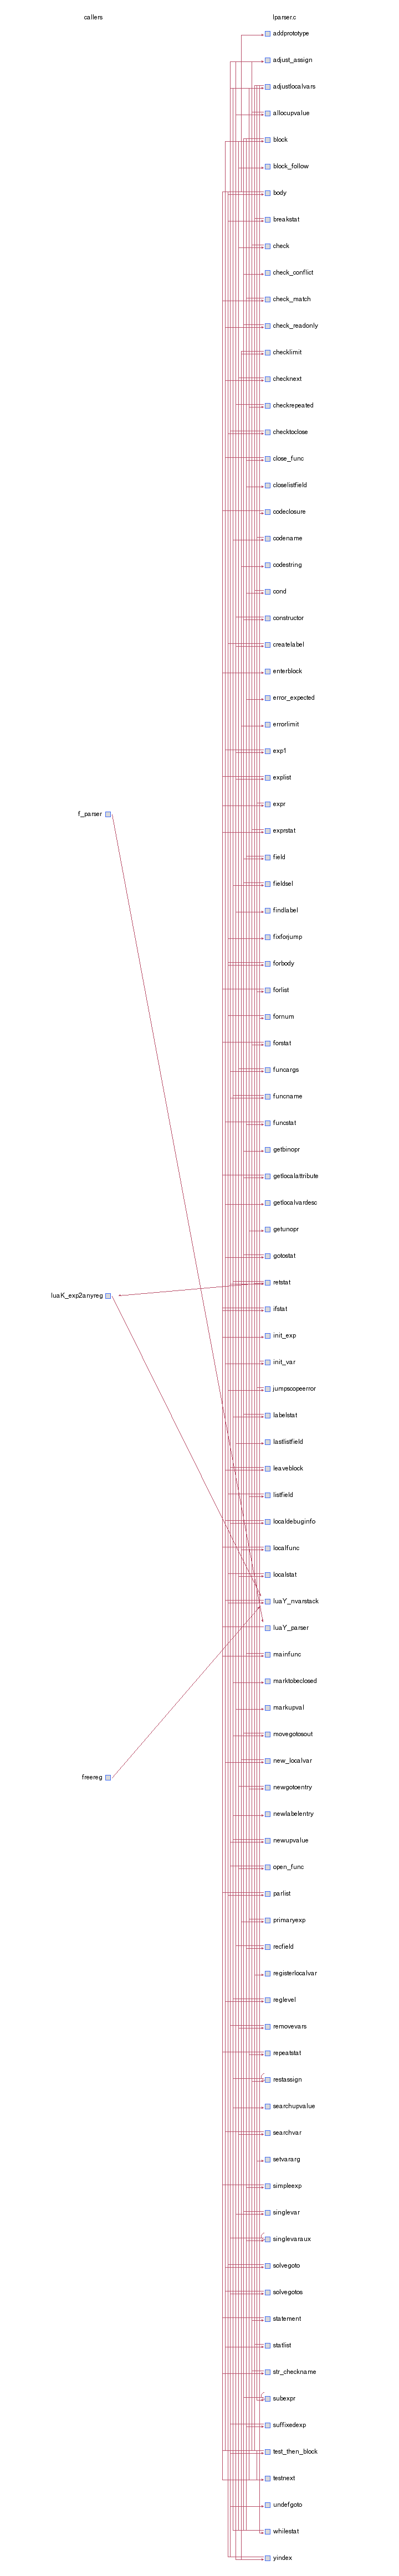 callers
lparser.c
addprototype
adjust_assign
adjustlocalvars
allocupvalue
block
block_follow
body
breakstat
check
check_conflict
check_match
check_readonly
checklimit
checknext
checkrepeated
checktoclose
close_func
closelistfield
codeclosure
codename
codestring
cond
constructor
createlabel
enterblock
error_expected
errorlimit
exp1
explist
expr
f_parser
exprstat
field
fieldsel
findlabel
fixforjump
forbody
forlist
fornum
forstat
funcargs
funcname
funcstat
getbinopr
getlocalattribute
getlocalvardesc
getunopr
gotostat
retstat
luaK_exp2anyreg
ifstat
init_exp
init_var
jumpscopeerror
labelstat
lastlistfield
leaveblock
listfield
localdebuginfo
localfunc
localstat
luaY_nvarstack
luaY_parser
mainfunc
marktobeclosed
markupval
movegotosout
new_localvar
freereg
newgotoentry
newlabelentry
newupvalue
open_func
parlist
primaryexp
recfield
registerlocalvar
reglevel
removevars
repeatstat
restassign
searchupvalue
searchvar
setvararg
simpleexp
singlevar
singlevaraux
solvegoto
solvegotos
statement
statlist
str_checkname
subexpr
suffixedexp
test_then_block
testnext
undefgoto
whilestat
yindex